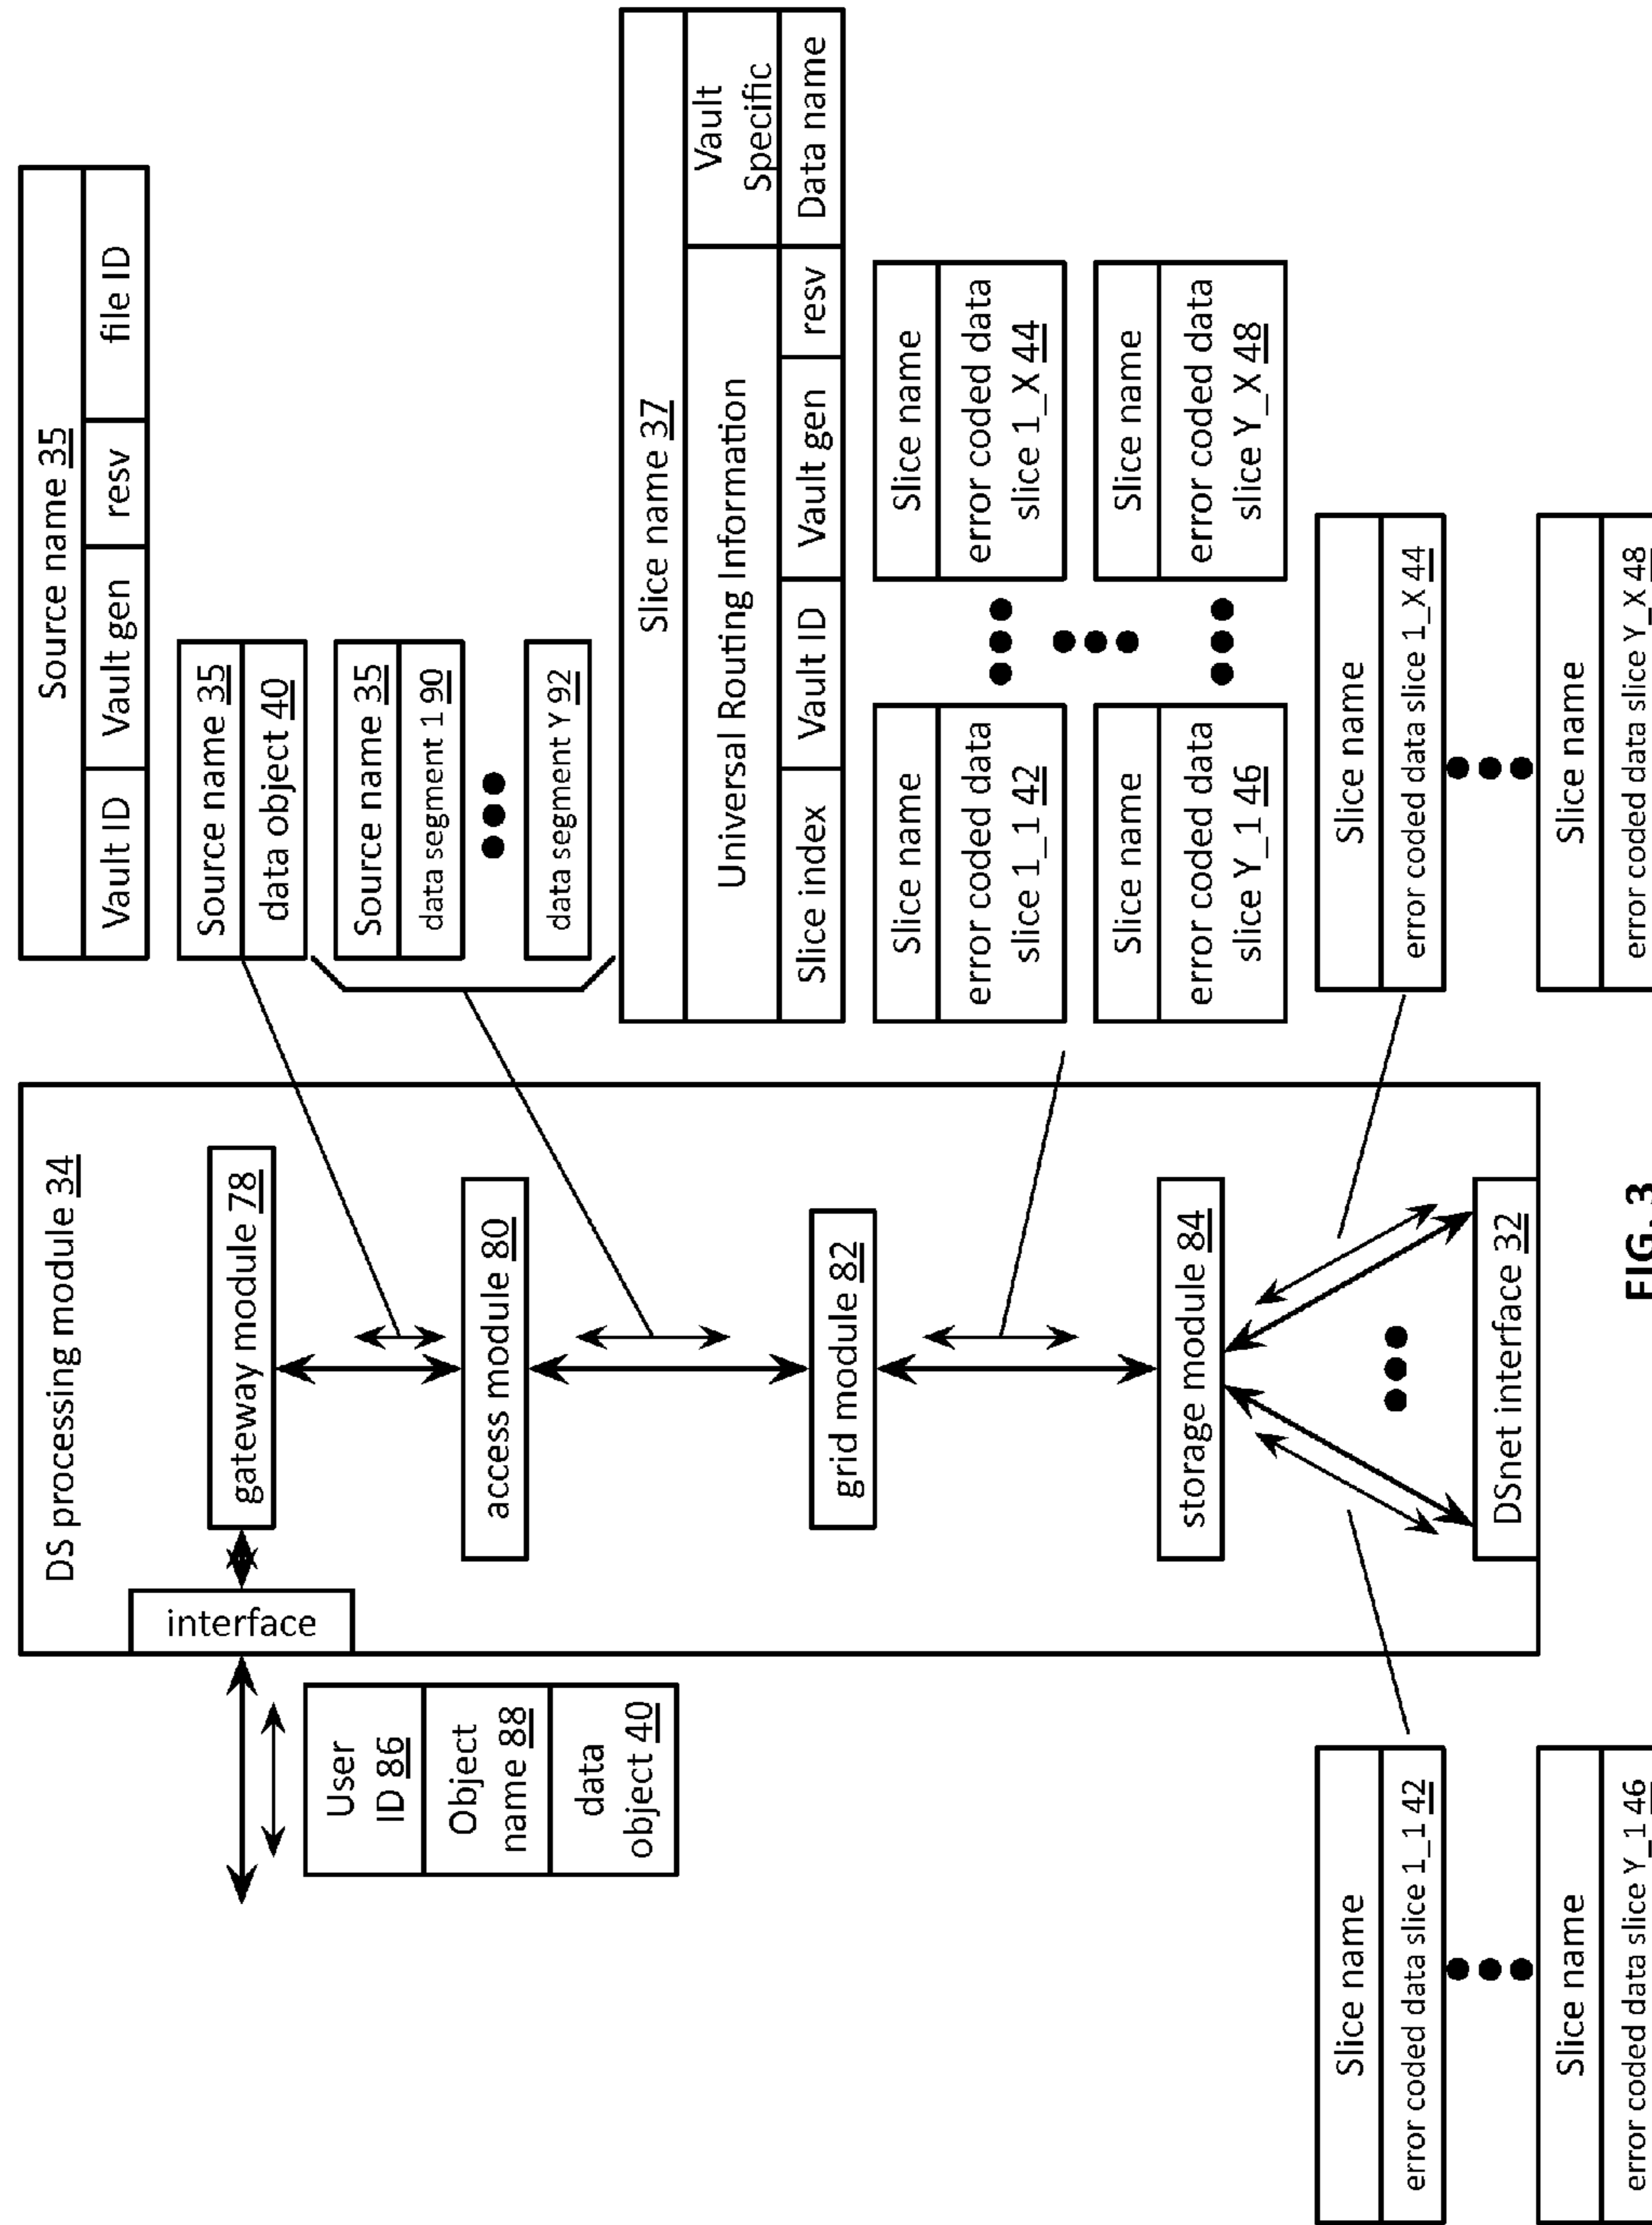 DS processing module 34
interface
gateway module 78
access module 80
grid module 82
storage module 84
DSnet interface 32
User
ID 86
Object
name 88
data
object 40
Source name 35
Vault ID
Vault gen
resv
file ID
Source name 35
data object 40
Source name 35
data segment 1 90
data segment Y 92
Slice name 37
Universal Routing Information
Vault
Specific
Slice index
Vault ID
Vault gen
resv
Data name
Slice name
error coded data
slice 1_1 42
Slice name
error coded data
slice 1_X 44
Slice name
error coded data
slice Y_1 46
Slice name
error coded data
slice Y_X 48
Slice name
error coded data slice 1_1 42
Slice name
error coded data slice Y_1 46
Slice name
error coded data slice 1_X 44
Slice name
error coded data slice Y_X 48
FIG. 3